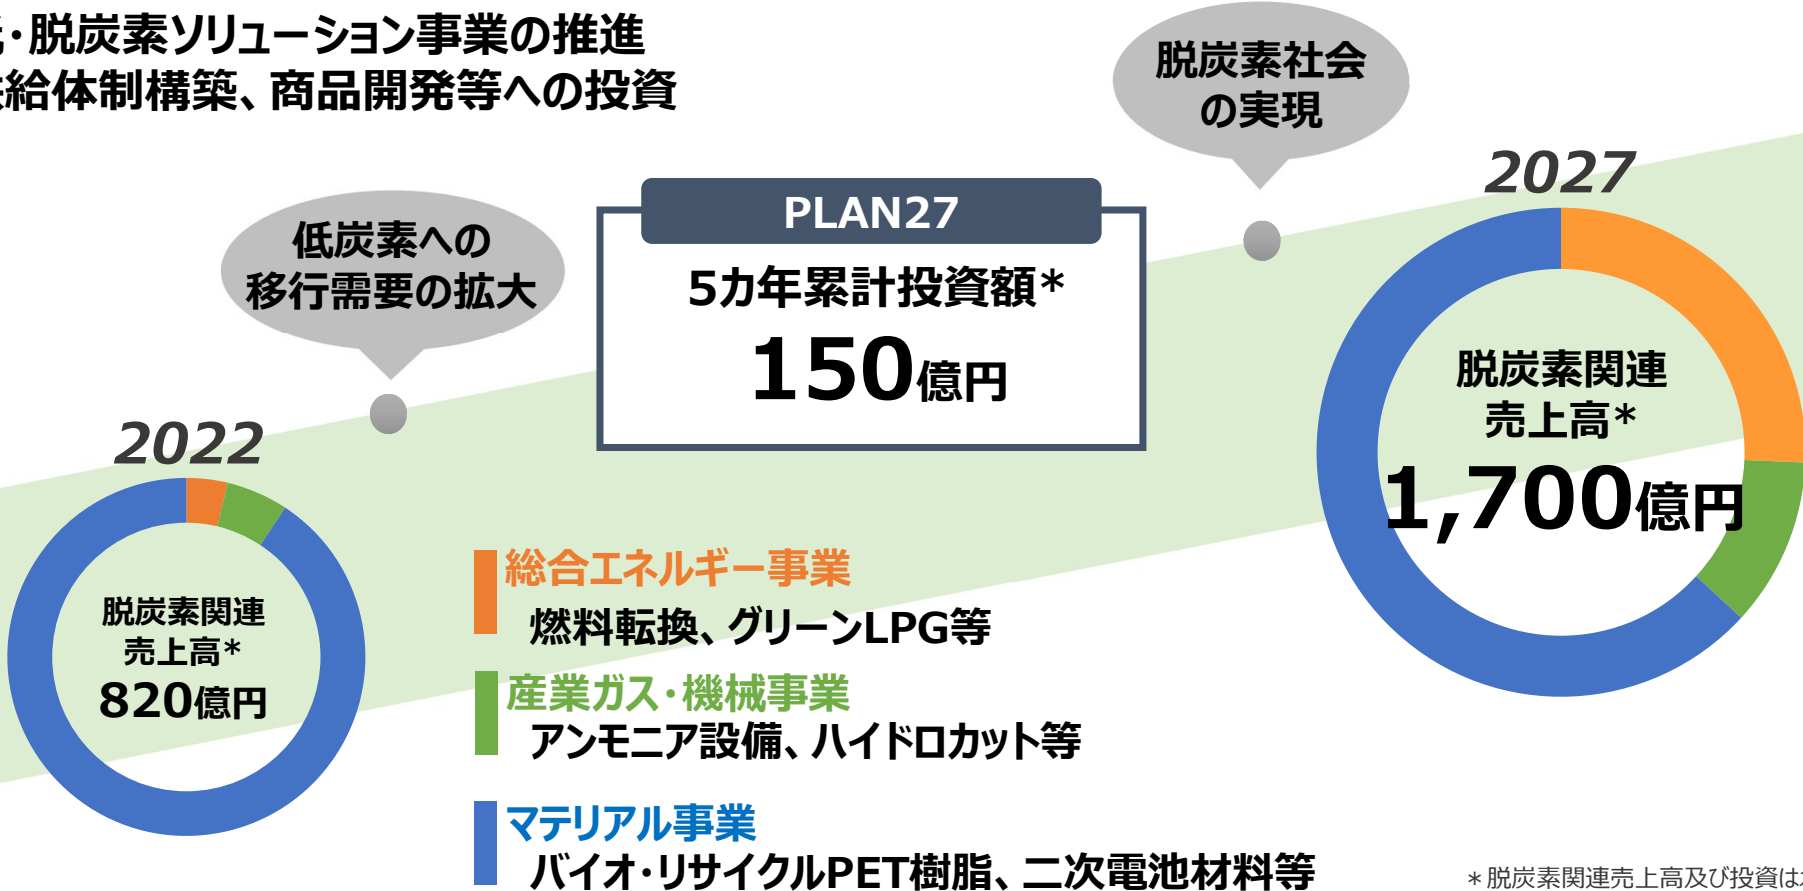 ・脱炭素ソリューション事業の推進
給体制構築、商品開発等への投資
脱炭素社会
の実現
2027
低炭素への
移行需要の拡大
PLAN27
5カ年累計投資額*
150億円
脱炭素関連
売上高*
1,700億円
2022
脱炭素関連
売上高*
820億円
総合エネルギー事業
燃料転換、グリーンLPG等
産業ガス・機械事業
アンモニア設備、ハイドロカット等
マテリアル事業
バイオ・リサイクルPET樹脂、二次電池材料等
*脱炭素関連売上高及び投資は